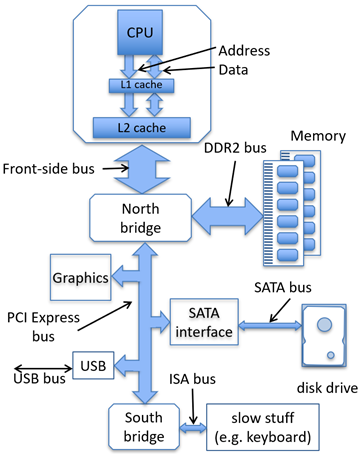 CPU
Address
Data
L1 cache
L2 cache
Front-side bus
DDR2 bus
Memory
North
bridge
Graphics
PCI Express
bus
SATA
interface
SATA bus
disk drive
USB
USB bus
ISA bus
South
bridge
slow stuff
(e.g. keyboard)